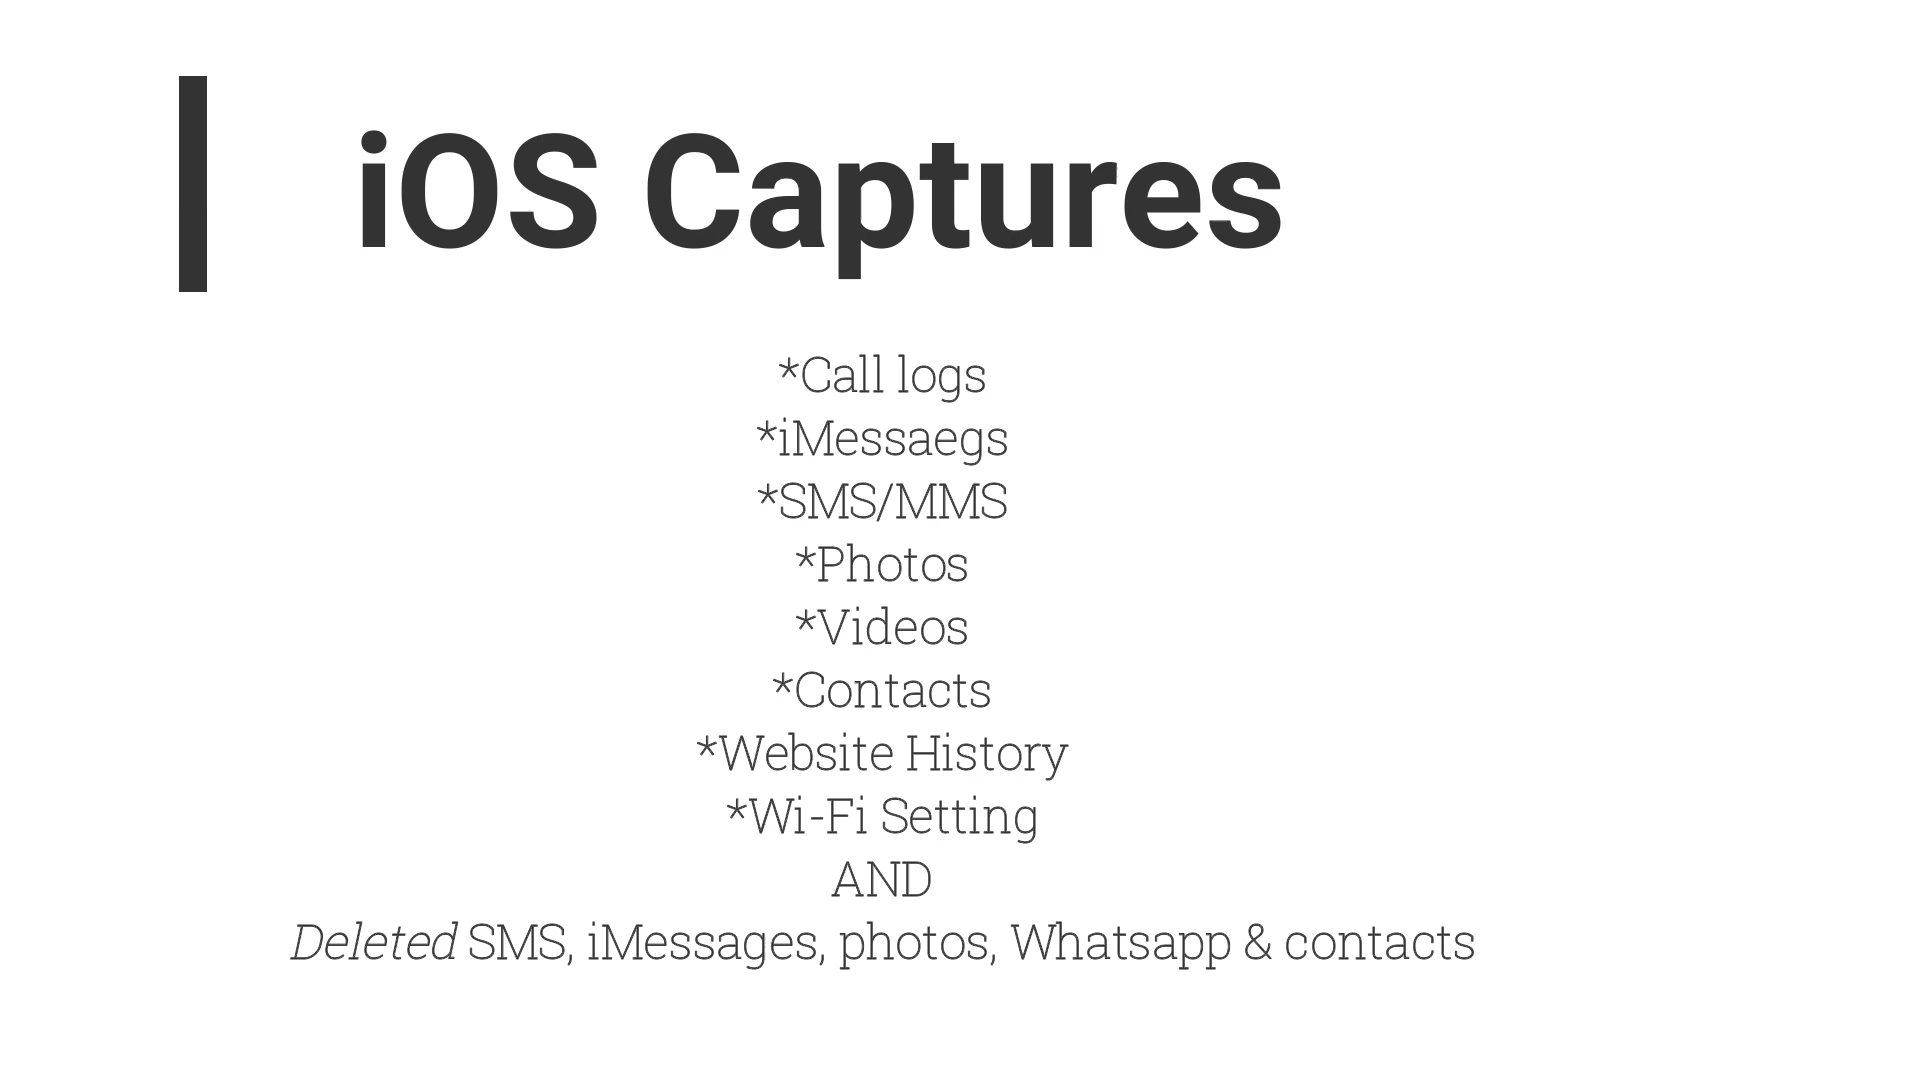 iOS Captures
*Call logs
*iMessaegs
*SMS/MMS
*Photos
*Videos
*Contacts
*Website History
*Wi-Fi Setting
AND
Deleted SMS, iMessages, photos, Whatsapp & contacts